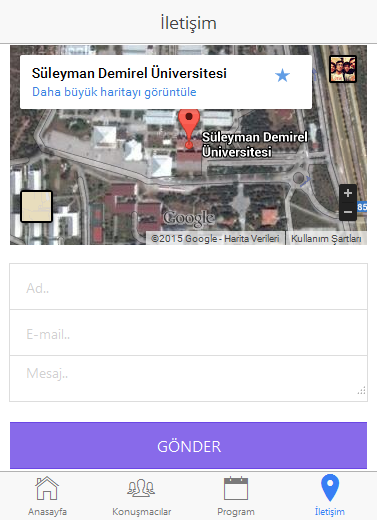 İletişim
Süleyman Demirel Üniversitesi
Daha büyük haritayı görüntüle
Süleyman Demirel
Üniversitesi
Google
©2015 Google - Harita Verileri
Kullanım Şartları
Ad..
E-mail..
Mesaj..
GÖNDER
Anasayfa
Konuşmacılar
Program
İletişim